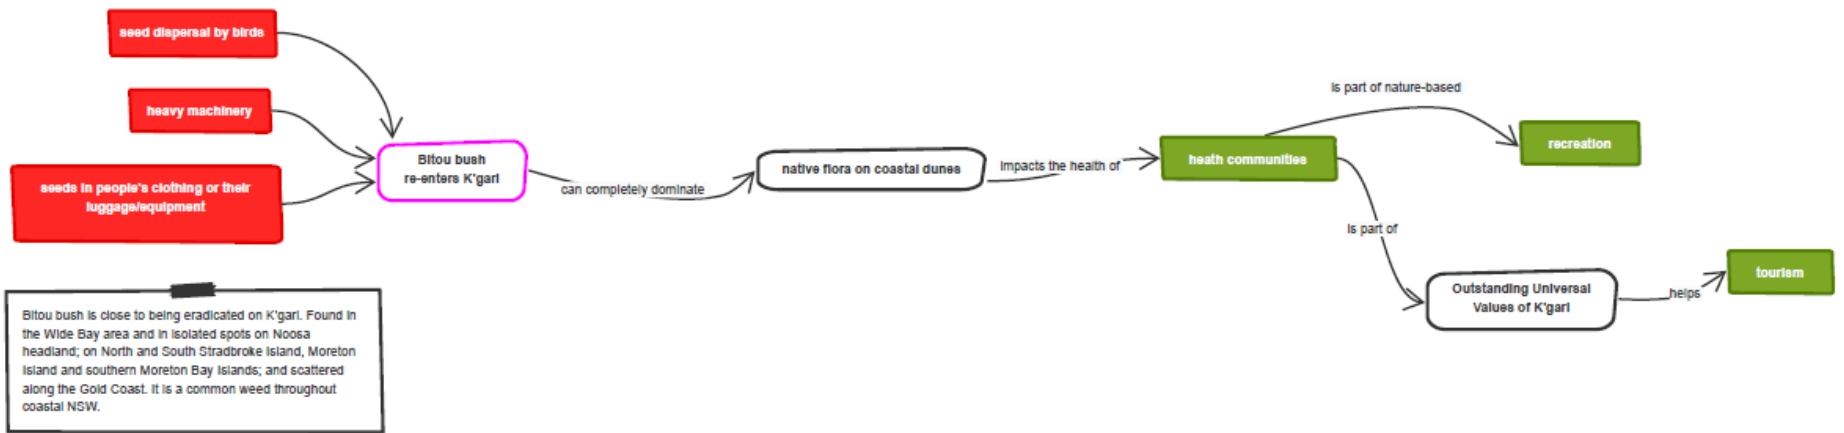 seed dispersal by birds
heavy machinery
seeds in people's clothing or their
luggage/equipment
Bitou bush
re-enters K'gari
can completely dominate
native flora on coastal dunes
impacts the health of
heath communities
is part of nature-based
recreation
is part of
Outstanding Universal
Values of K'gari
helps
tourism
Bitou bush is close to being eradicated on K'gari. Found in
the Wide Bay area and in isolated spots on Noosa
headland; on North and South Stradbroke Island, Moreton
Island and southern Moreton Bay Islands; and scattered
along the Gold Coast. It is a common weed throughout
coastal NSW.